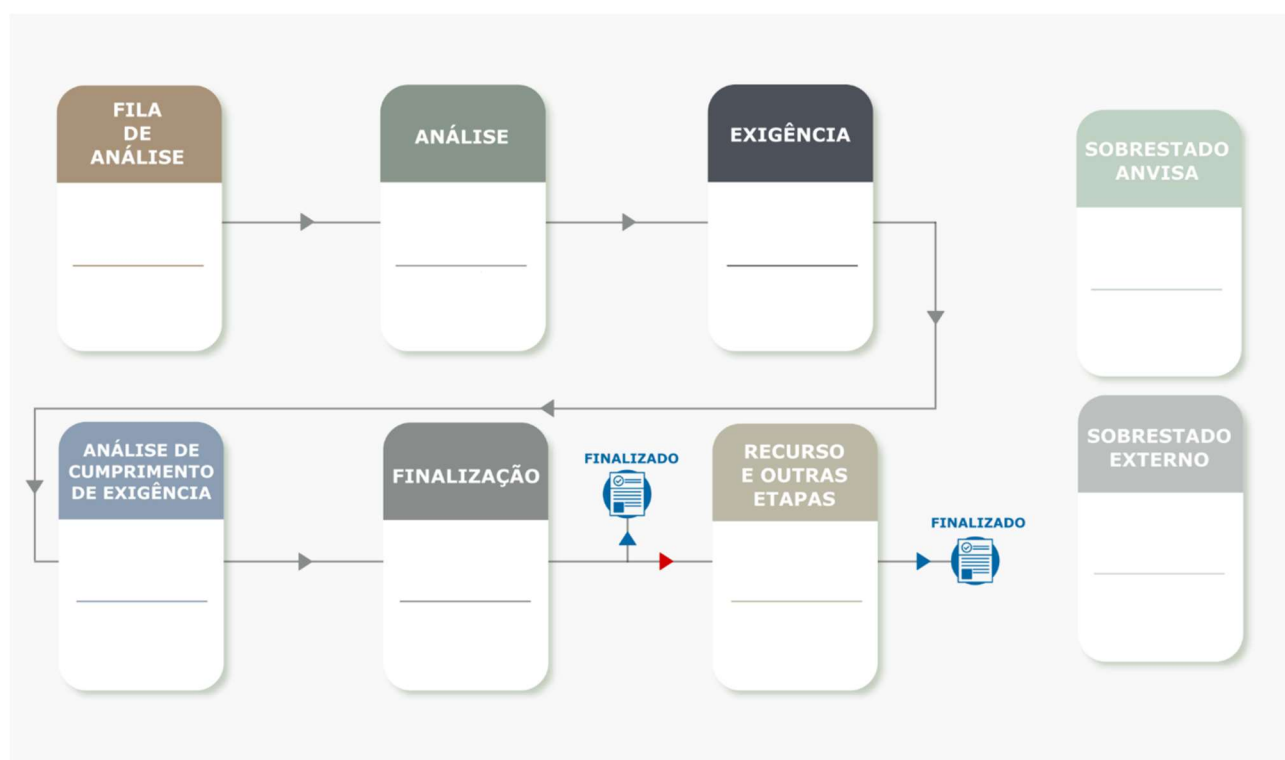 FILA
DE
ANÁLISE
ANÁLISE
EXIGÊNCIA
SOBRESTADO
ANVISA
ANÁLISE DE
CUMPRIMENTO
DE EXIGÊNCIA
FINALIZAÇÃO
FINALIZADO
RECURSO
E OUTRAS
ETAPAS
FINALIZADO
SOBRESTADO
EXTERNO